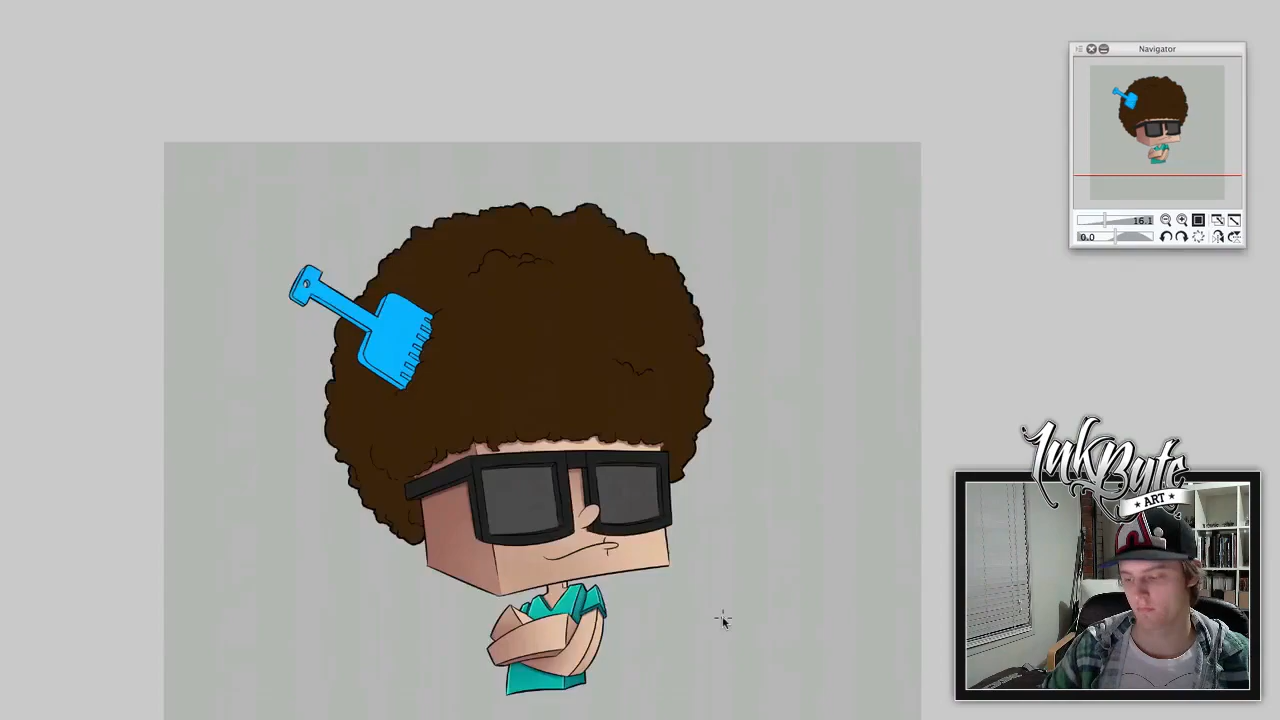 Navigator
16.1
0.0
InkByte
★ ART ★